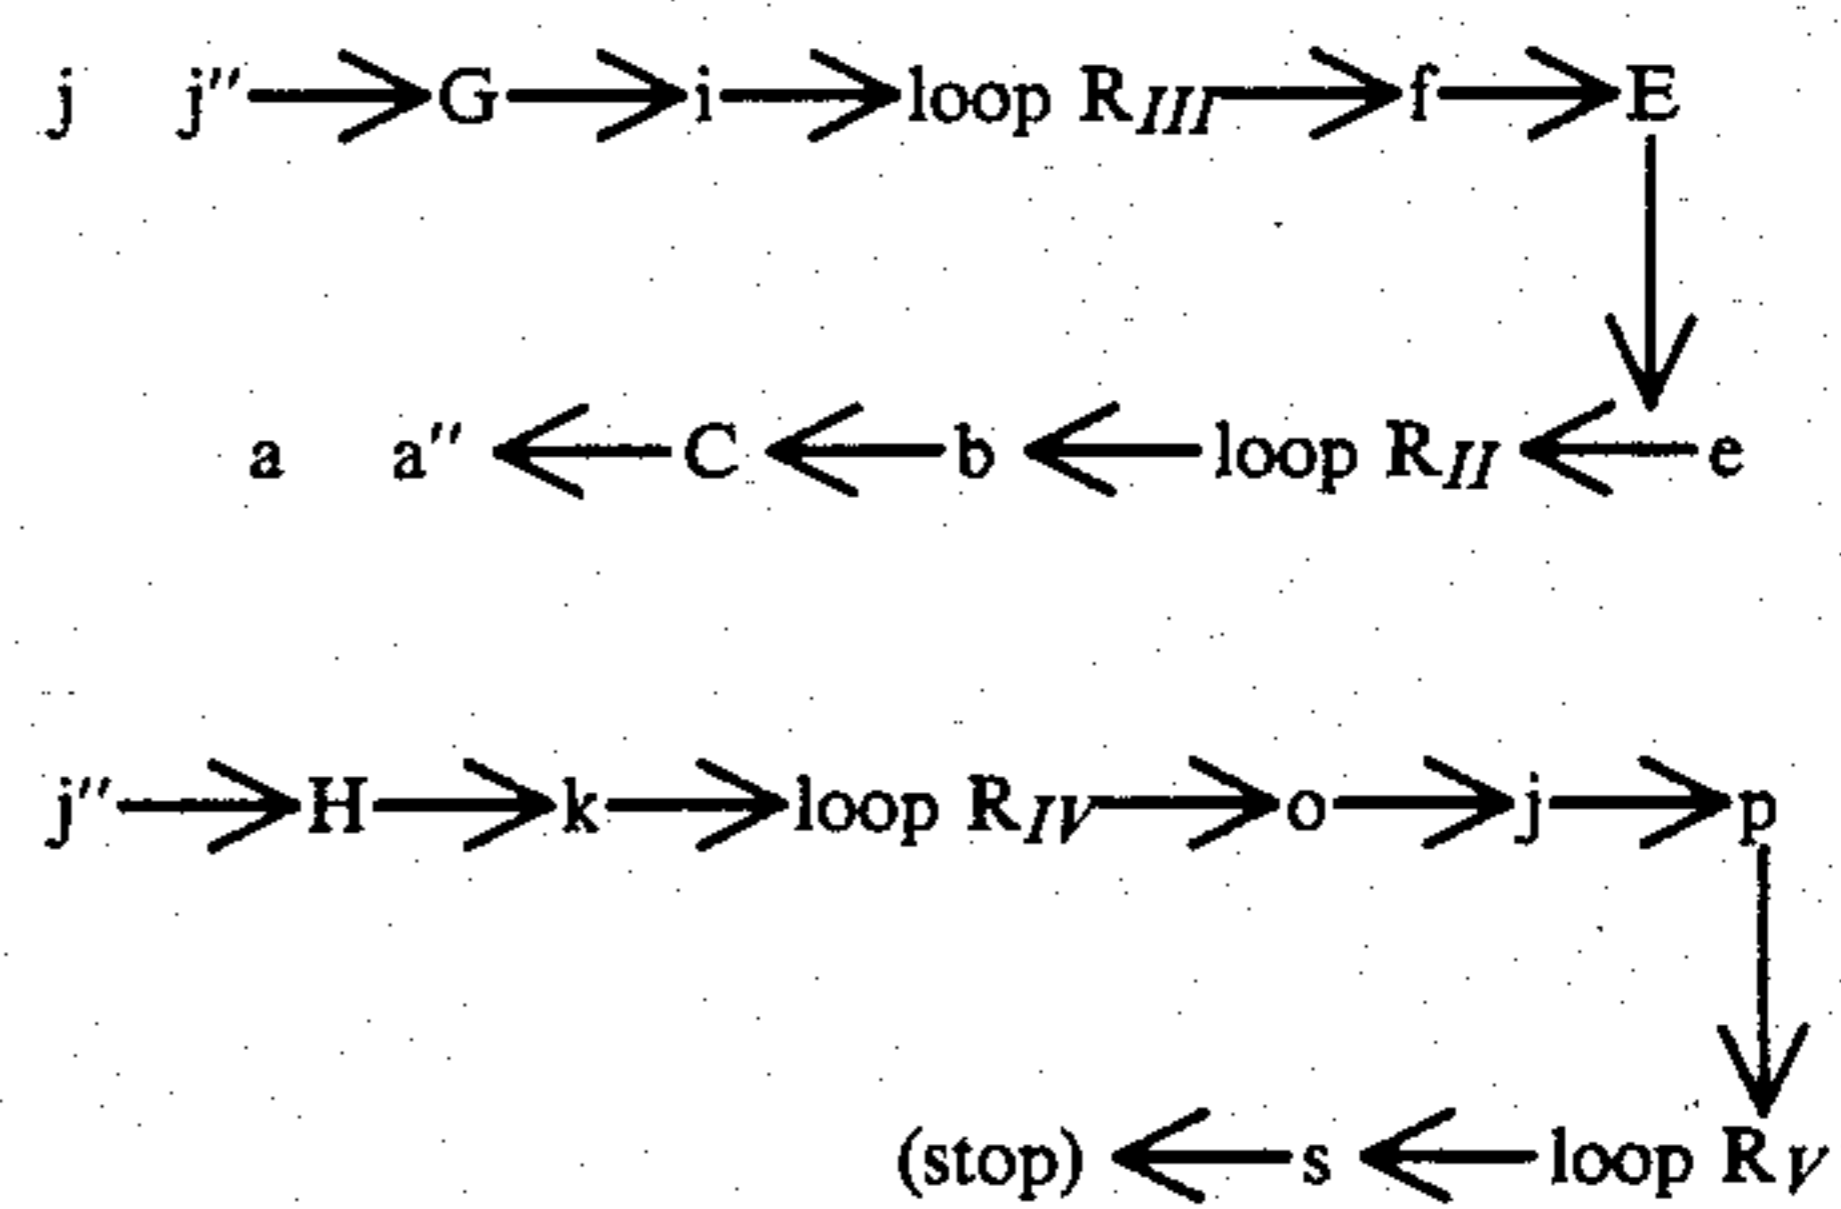 j j″ → G → i → loop R_III → f → E
a a″ ← C ← b ← loop R_II ← e
j″ → H → k → loop R_IV → o → j → p
(stop) ← s ← loop R_V